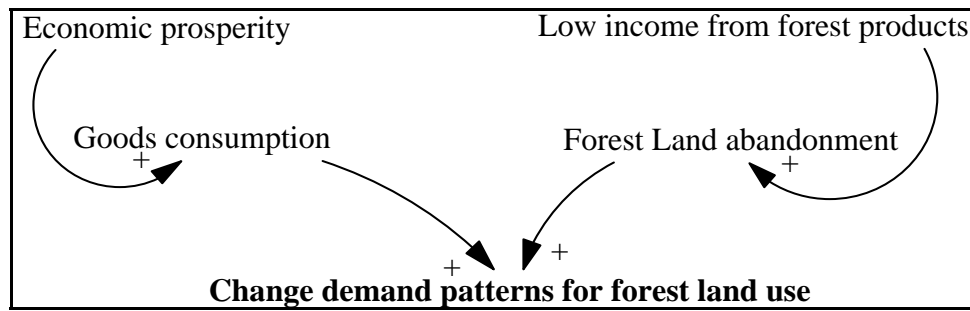 Economic prosperity
Low income from forest products
Goods consumption
Forest Land abandonment
+
+
+
+
Change demand patterns for forest land use